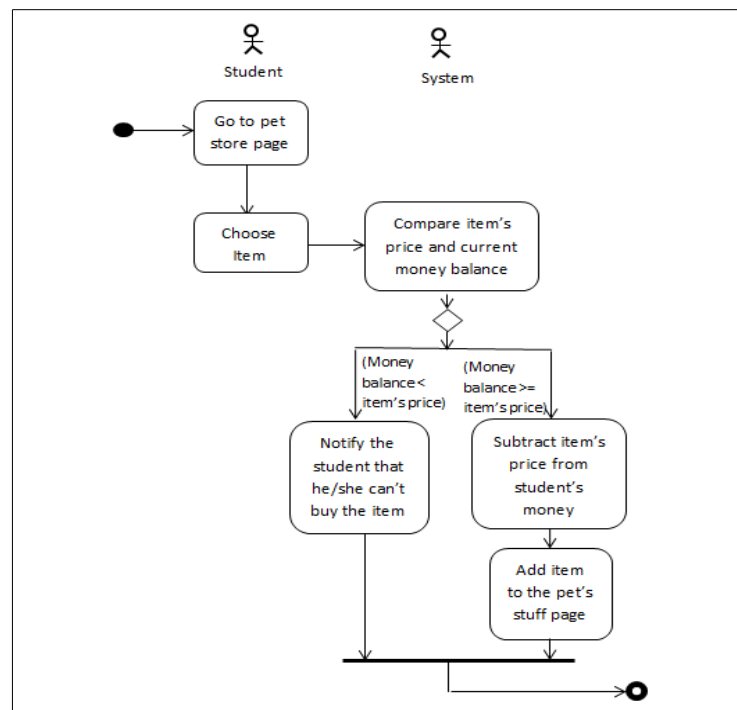 Student
System
Go to pet
store page
Choose
Item
Compare item's
price and current
money balance
(Money
balance<
item's price)
(Money
balance>=
item's price)
Notify the
student that
he/she can't
buy the item
Subtract item's
price from
student's
money
Add item
to the pet's
stuff page